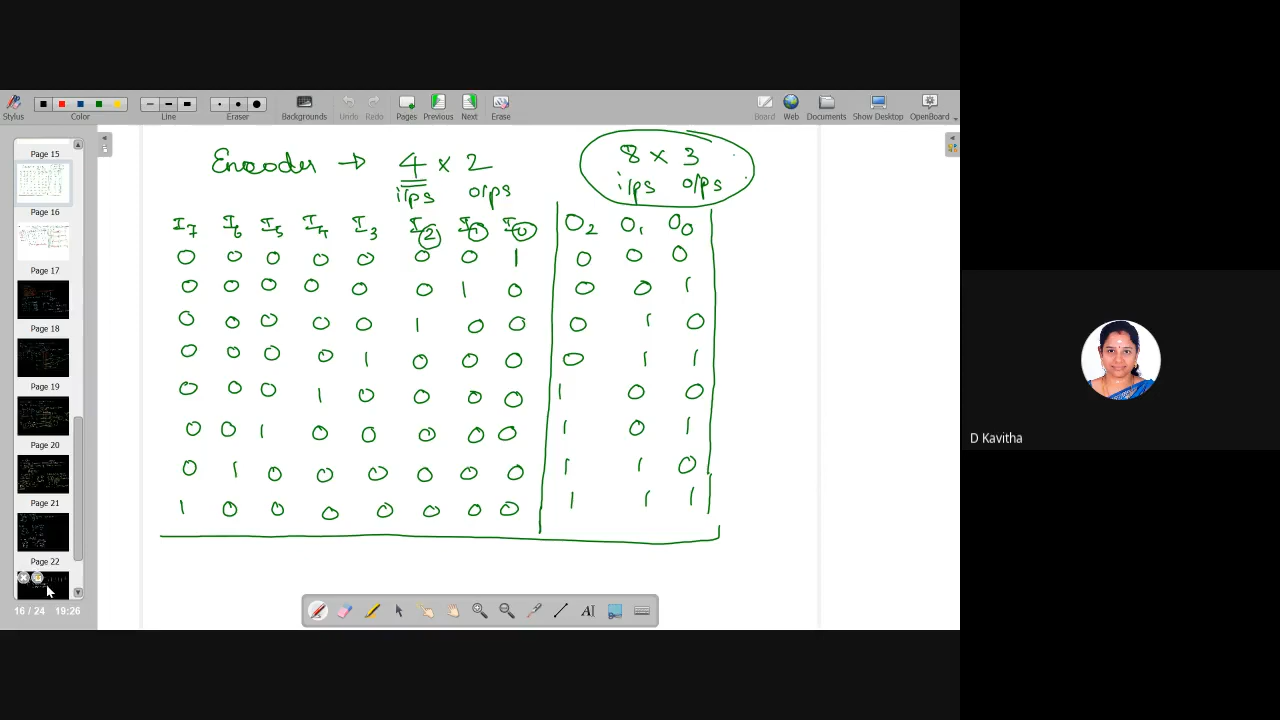 Stylus
Color
Line
Eraser
Backgrounds
Undo
Redo
Pages
Previous
Next
Erase
Board
Web
Documents
Show Desktop
OpenBoard
Page 15
Page 16
Page 17
Page 18
Page 19
Page 20
Page 21
Page 22
16 / 24 19:26
Encoder → 4 x 2
i/ps o/ps
8 x 3
i/ps o/ps
I7 I6 I5 I4 I3 I2 I1 I0 O2 O1 O0
0 0 0 0 0 0 0 1 0 0 0
0 0 0 0 0 0 1 0 0 0 1
0 0 0 0 0 1 0 0 0 1 0
0 0 0 0 1 0 0 0 0 1 1
0 0 0 1 0 0 0 0 1 0 0
0 0 1 0 0 0 0 0 1 0 1
0 1 0 0 0 0 0 0 1 1 0
1 0 0 0 0 0 0 0 1 1 1
AI
D Kavitha